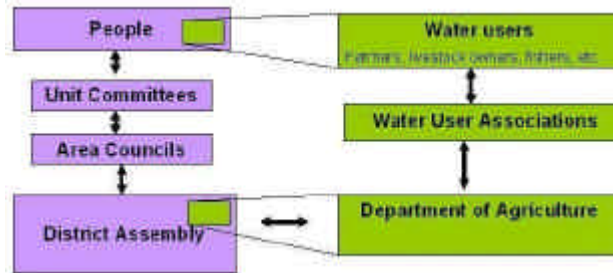 People
Unit Committees
Area Councils
District Assembly
Water users
Farmers, livestock owners, fishers, etc
Water User Associations
Department of Agriculture